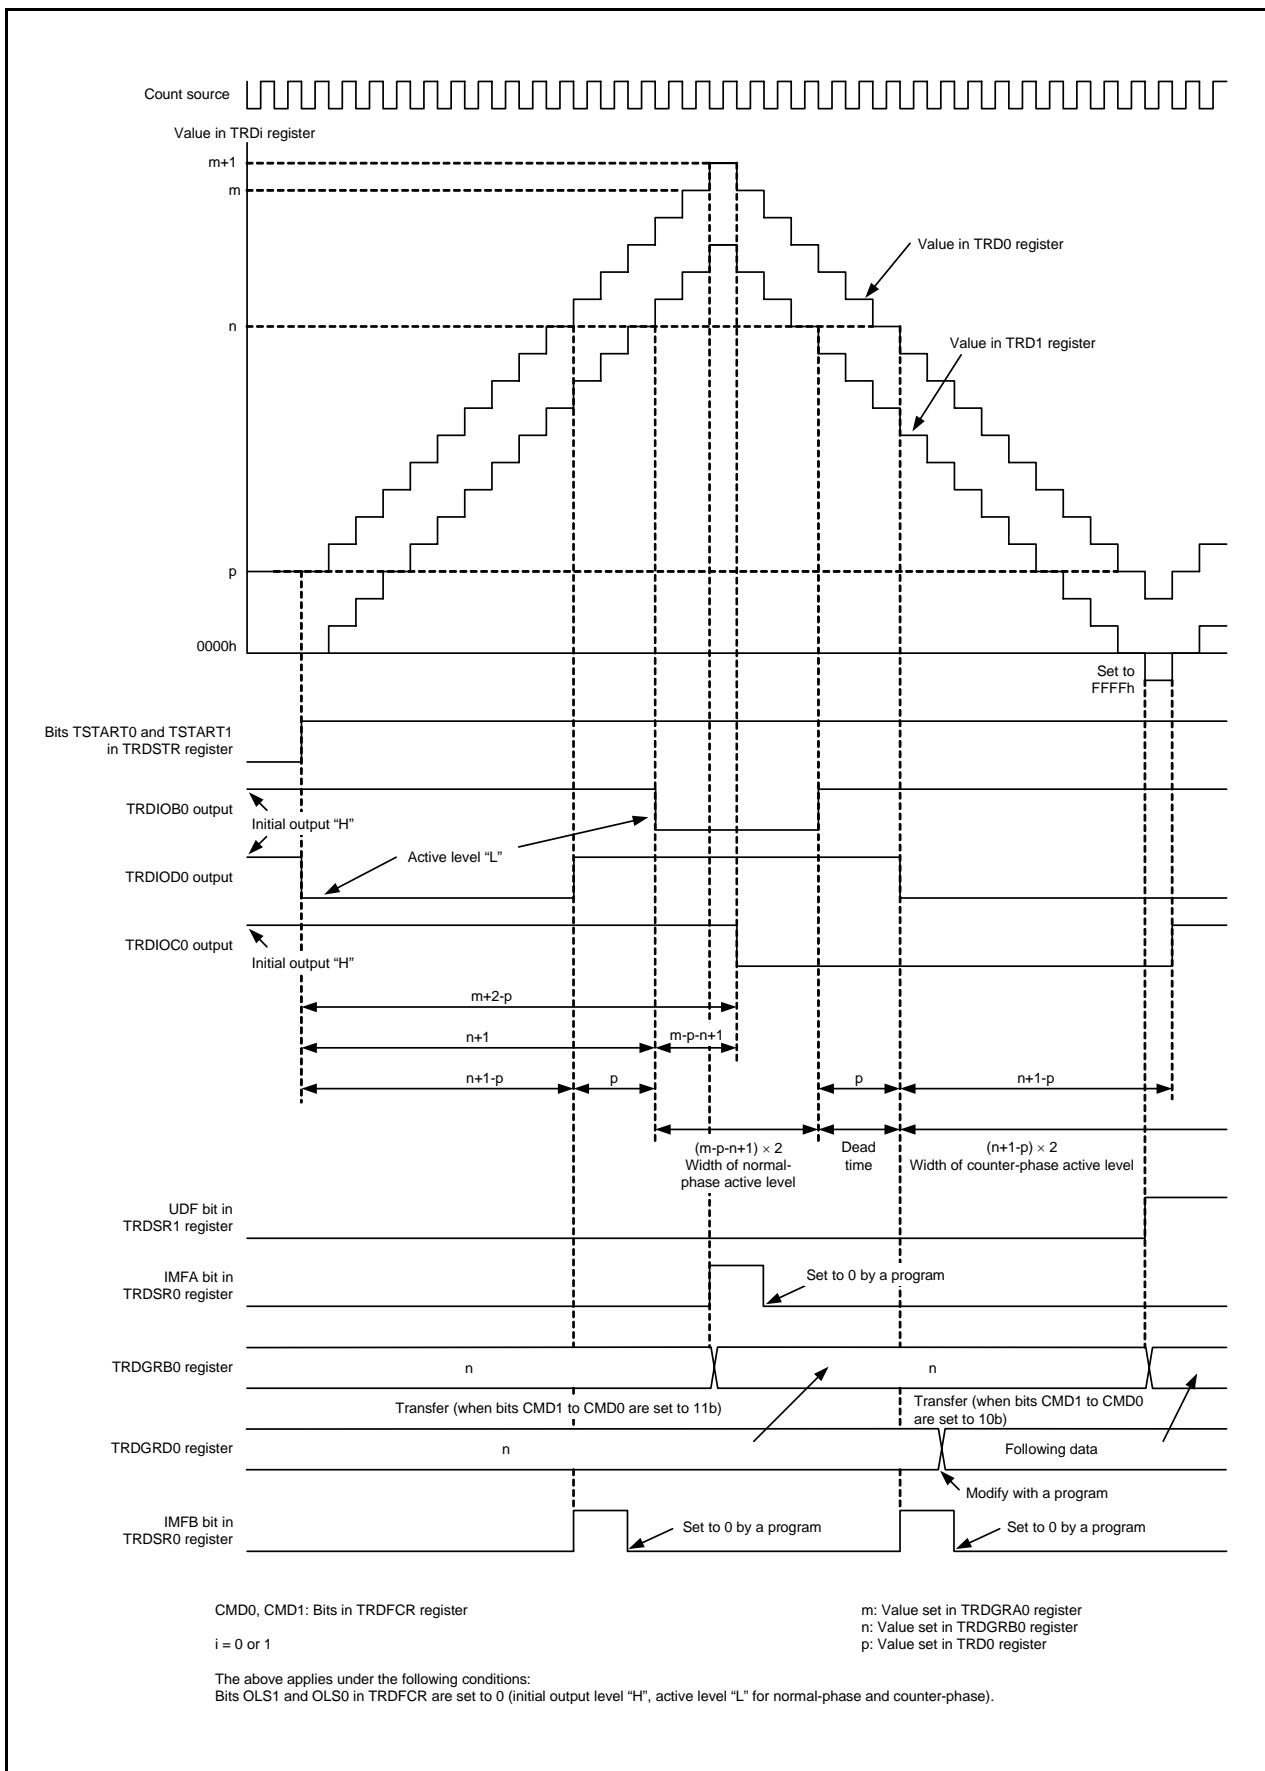 Count source
Value in TRDi register
m+1
m
Value in TRD0 register
n
Value in TRD1 register
p
0000h
Set to
FFFFh
Bits TSTART0 and TSTART1
in TRDSTR register
TRDIOB0 output
Initial output “H”
Active level “L”
TRDIOD0 output
TRDIOC0 output
Initial output “H”
m+2-p
n+1
m-p-n+1
n+1-p
p
p
n+1-p
(m-p-n+1) × 2
Width of normal-
phase active level
Dead
time
(n+1-p) × 2
Width of counter-phase active level
UDF bit in
TRDSR1 register
IMFA bit in
TRDSR0 register
Set to 0 by a program
TRDGRB0 register
n
n
Transfer (when bits CMD1 to CMD0 are set to 11b)
Transfer (when bits CMD1 to CMD0
are set to 10b)
TRDGRD0 register
n
Following data
Modify with a program
IMFB bit in
TRDSR0 register
Set to 0 by a program
Set to 0 by a program
CMD0, CMD1: Bits in TRDFCR register
i = 0 or 1
m: Value set in TRDGRA0 register
n: Value set in TRDGRB0 register
p: Value set in TRD0 register
The above applies under the following conditions:
Bits OLS1 and OLS0 in TRDFCR are set to 0 (initial output level “H”, active level “L” for normal-phase and counter-phase).